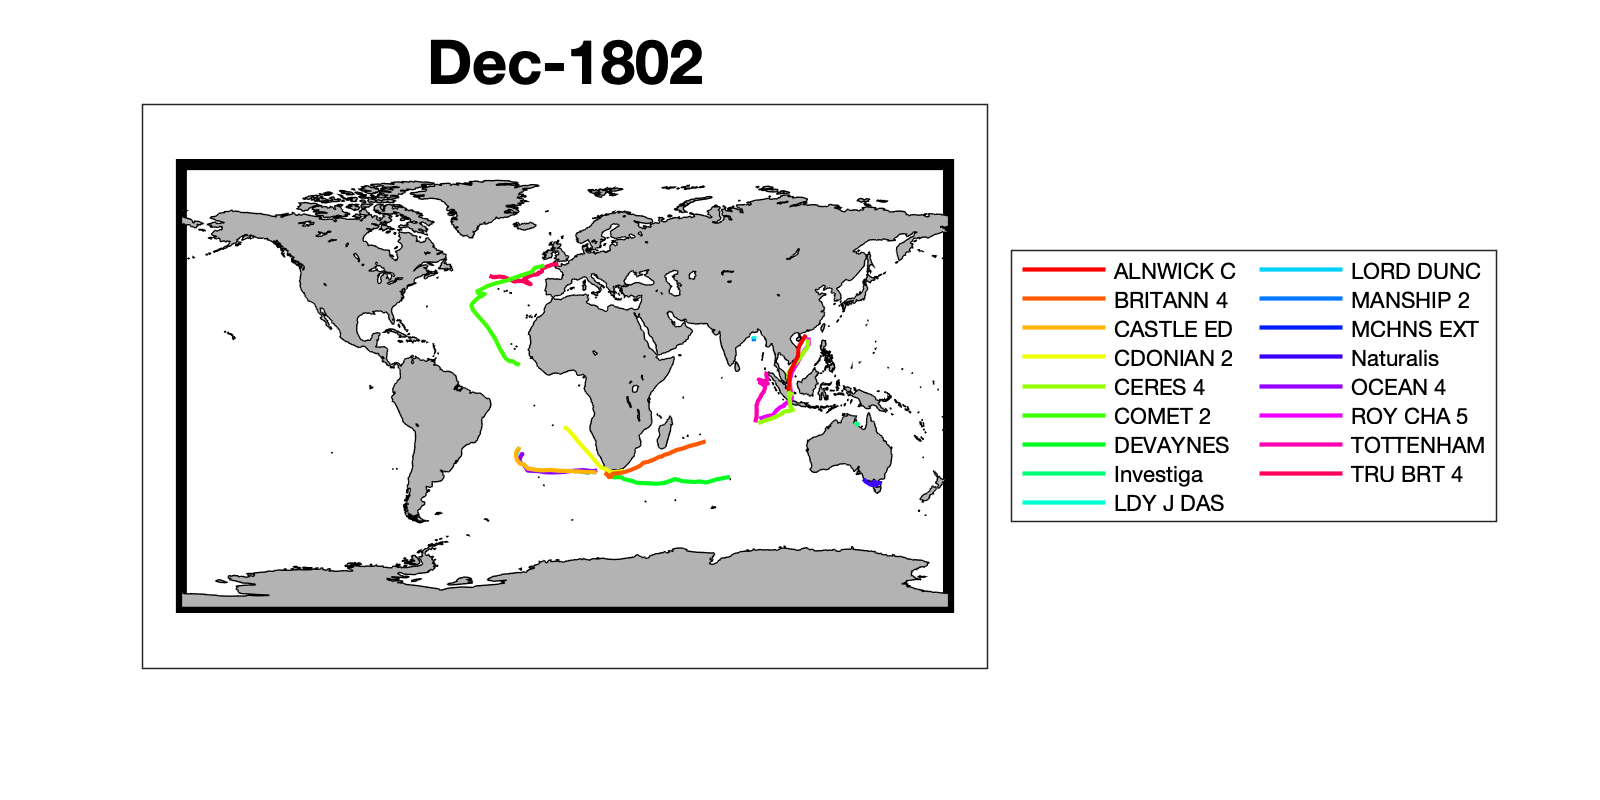 Dec-1802
ALNWICK C
BRITANN 4
CASTLE ED
CDONIAN 2
CERES 4
COMET 2
DEVAYNES
Investiga
LDY J DAS
LORD DUNC
MANSHIP 2
MCHNS EXT
Naturalis
OCEAN 4
ROY CHA 5
TOTTENHAM
TRU BRT 4